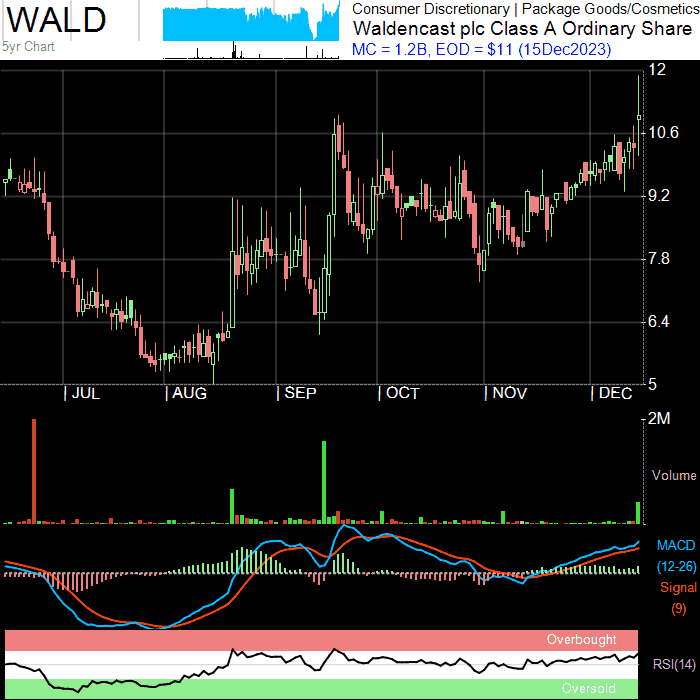 WALD
5yr Chart
Consumer Discretionary | Package Goods/Cosmetics
Waldencast plc Class A Ordinary Share
MC = 1.2B, EOD = $11 (15Dec2023)
12
10.6
9.2
7.8
6.4
5
| JUL | AUG | SEP | OCT | NOV | DEC
2M
Volume
MACD
(12-26)
Signal
(9)
Overbought
RSI(14)
Oversold